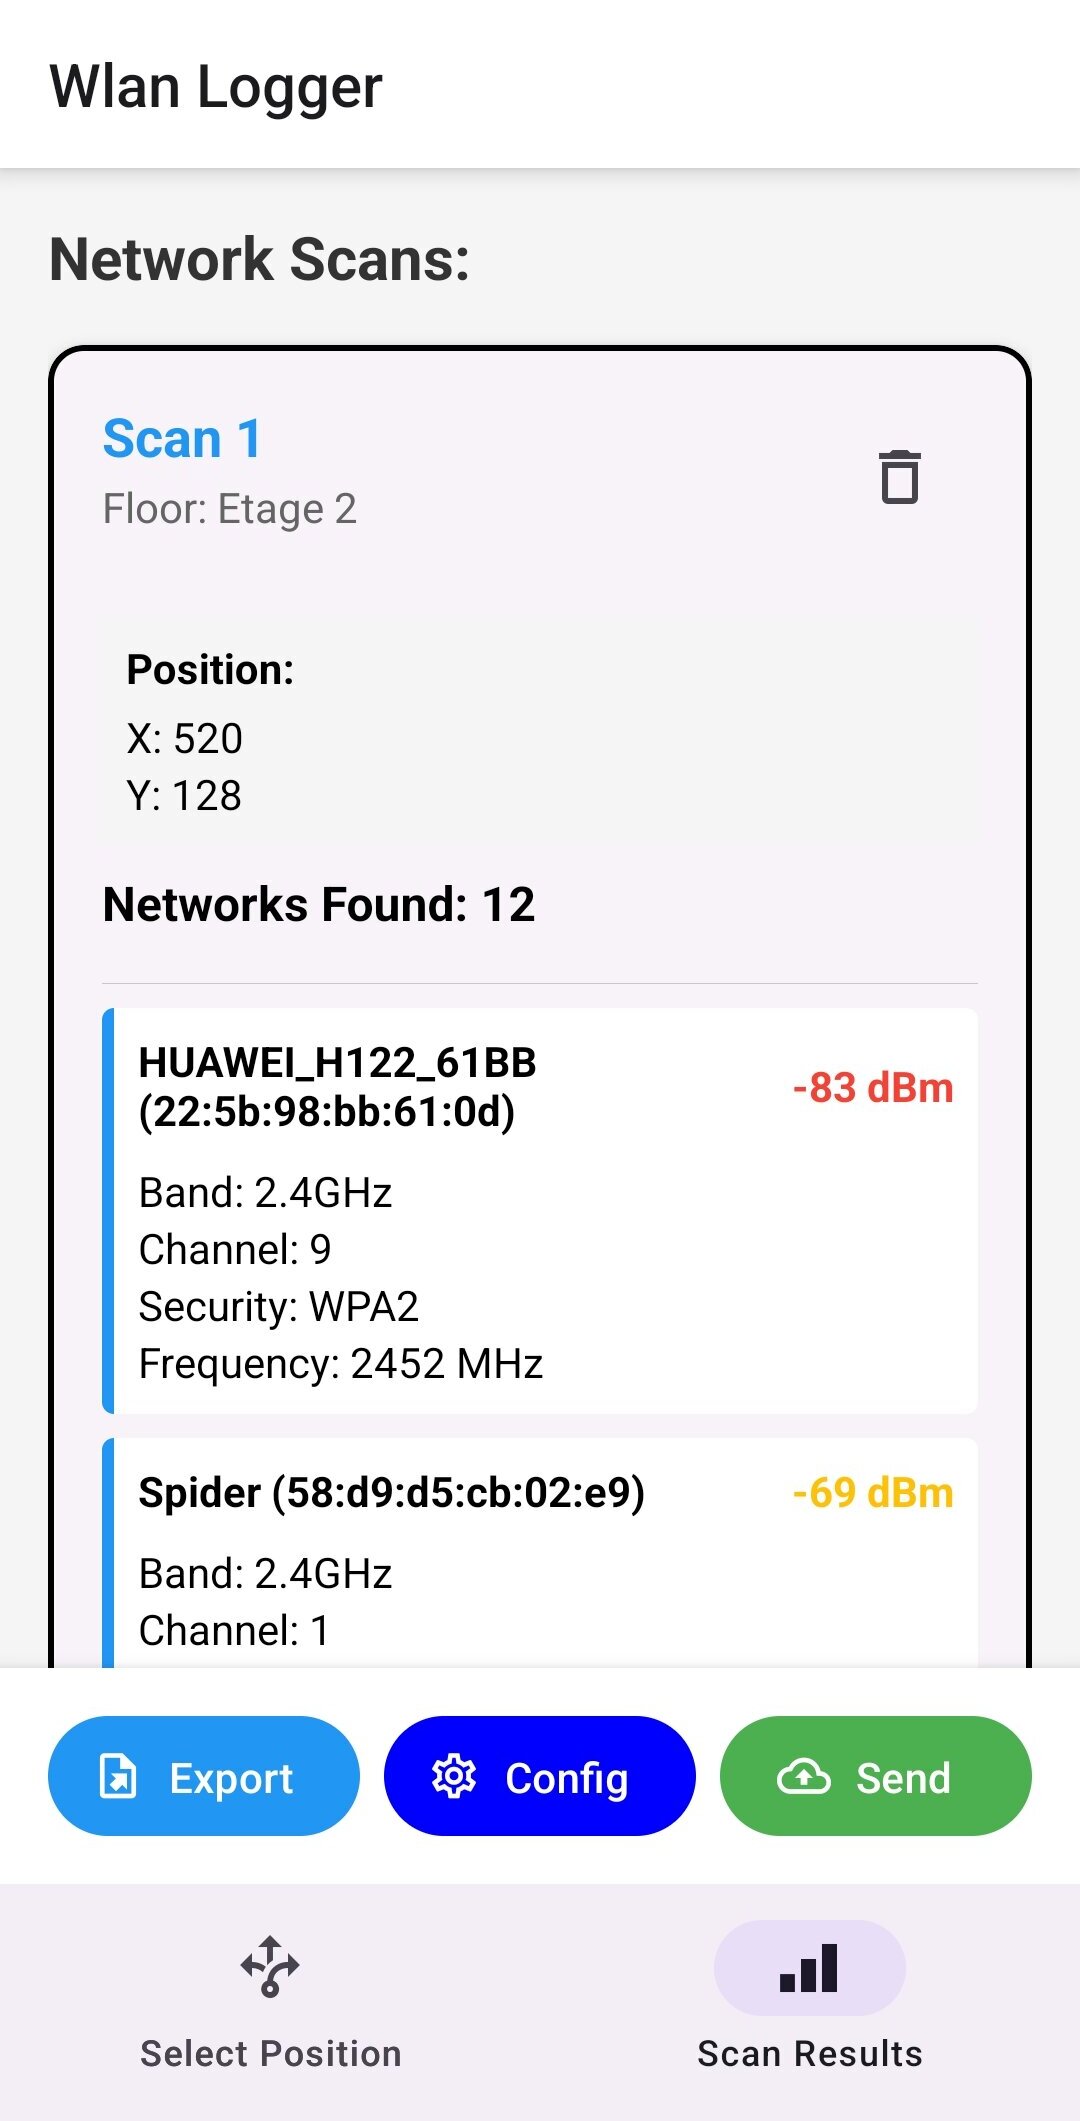 Wlan Logger
Network Scans:
Scan 1
Floor: Etage 2
Position:
X: 520
Y: 128
Networks Found: 12
HUAWEI_H122_61BB
(22:5b:98:bb:61:0d)
-83 dBm
Band: 2.4GHz
Channel: 9
Security: WPA2
Frequency: 2452 MHz
Spider (58:d9:d5:cb:02:e9)
-69 dBm
Band: 2.4GHz
Channel: 1
Export
Config
Send
Select Position
Scan Results